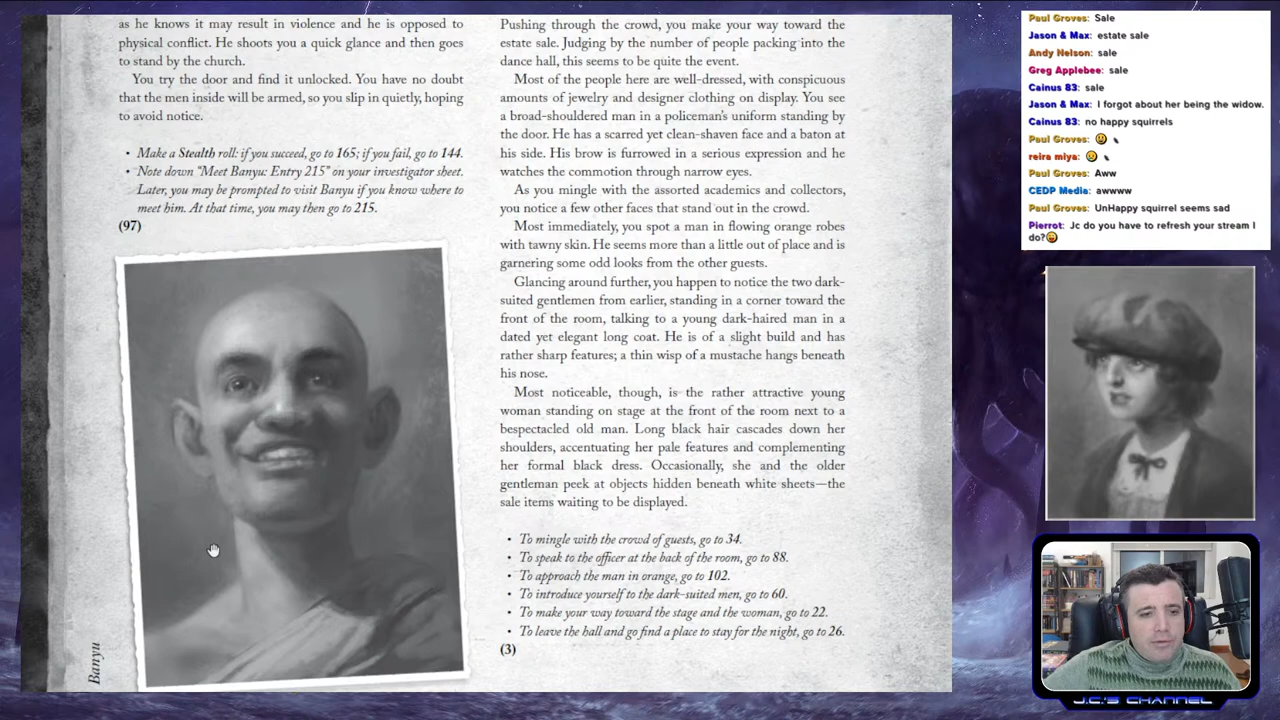 as he knows it may result in violence and he is opposed to
physical conflict. He shoots you a quick glance and then goes
to stand by the church.
You try the door and find it unlocked. You have no doubt
that the men inside will be armed, so you slip in quietly, hoping
to avoid notice.
• Make a Stealth roll: if you succeed, go to 138; if you fail, go to 144.
• Note down "Meet Banyu: Entry 215" on your investigator sheet.
Later, you may be prompted to visit Banyu if you know where to
meet him. At that time, you may then go to 215.
(97)
Banyu
Pushing through the crowd, you make your way toward the
estate sale. Judging by the number of people packing into the
dance hall, this seems to be quite the event.
Most of the people here are well-dressed, with conspicuous
amounts of jewelry and designer clothing on display. You see
a broad-shouldered man in a policeman's uniform standing by
the door. He has a scarred yet clean-shaven face and a baton at
his side. His brow is furrowed in a serious expression and he
watches the commotion through narrow eyes.
As you mingle with the assorted academics and collectors,
you notice a few other faces that stand out in the crowd.
Most immediately, you spot a man in flowing orange robes
with tawny skin. He seems more than a little out of place and is
garnering some odd looks from the other guests.
Glancing around further, you happen to notice the two dark-
suited gentlemen from earlier, standing in a corner toward the
front of the room, talking to a young dark-haired man in a
dated yet elegant long coat. He is of a slight build and has
rather sharp features; a thin wisp of a mustache hangs beneath
his nose.
Most noticeable, though, is the rather attractive young
woman standing on stage at the front of the room next to a
bespectacled old man. Long black hair cascades down her
shoulders, accentuating her pale features and complementing
her formal black dress. Occasionally, she and the older
gentleman peek at objects hidden beneath white sheets—the
sale items waiting to be displayed.
To mingle with the crowd of guests, go to 34.
To speak to the officer at the back of the room, go to 88.
• To approach the man in orange, go to 102.
• To introduce yourself to the dark-suited men, go to 60.
• To make your way toward the stage and the woman, go to 22.
• To leave the hall and go find a place to stay for the night, go to 26.
(3)
Paul Groves: Sale
Jason & Max: estate sale
Andy Nelson: sale
Greg Applebee: sale
Cainus 83: sale
Jason & Max: I forgot about her being the widow.
Cainus 83: no happy squirrels
Paul Groves:
reira miya:
Paul Groves: Aww
CEDP Media: awwww
Paul Groves: UnHappy squirrel seems sad
Pierrot: Jc do you have to refresh your stream I
do?
J.C.'S CHANNEL